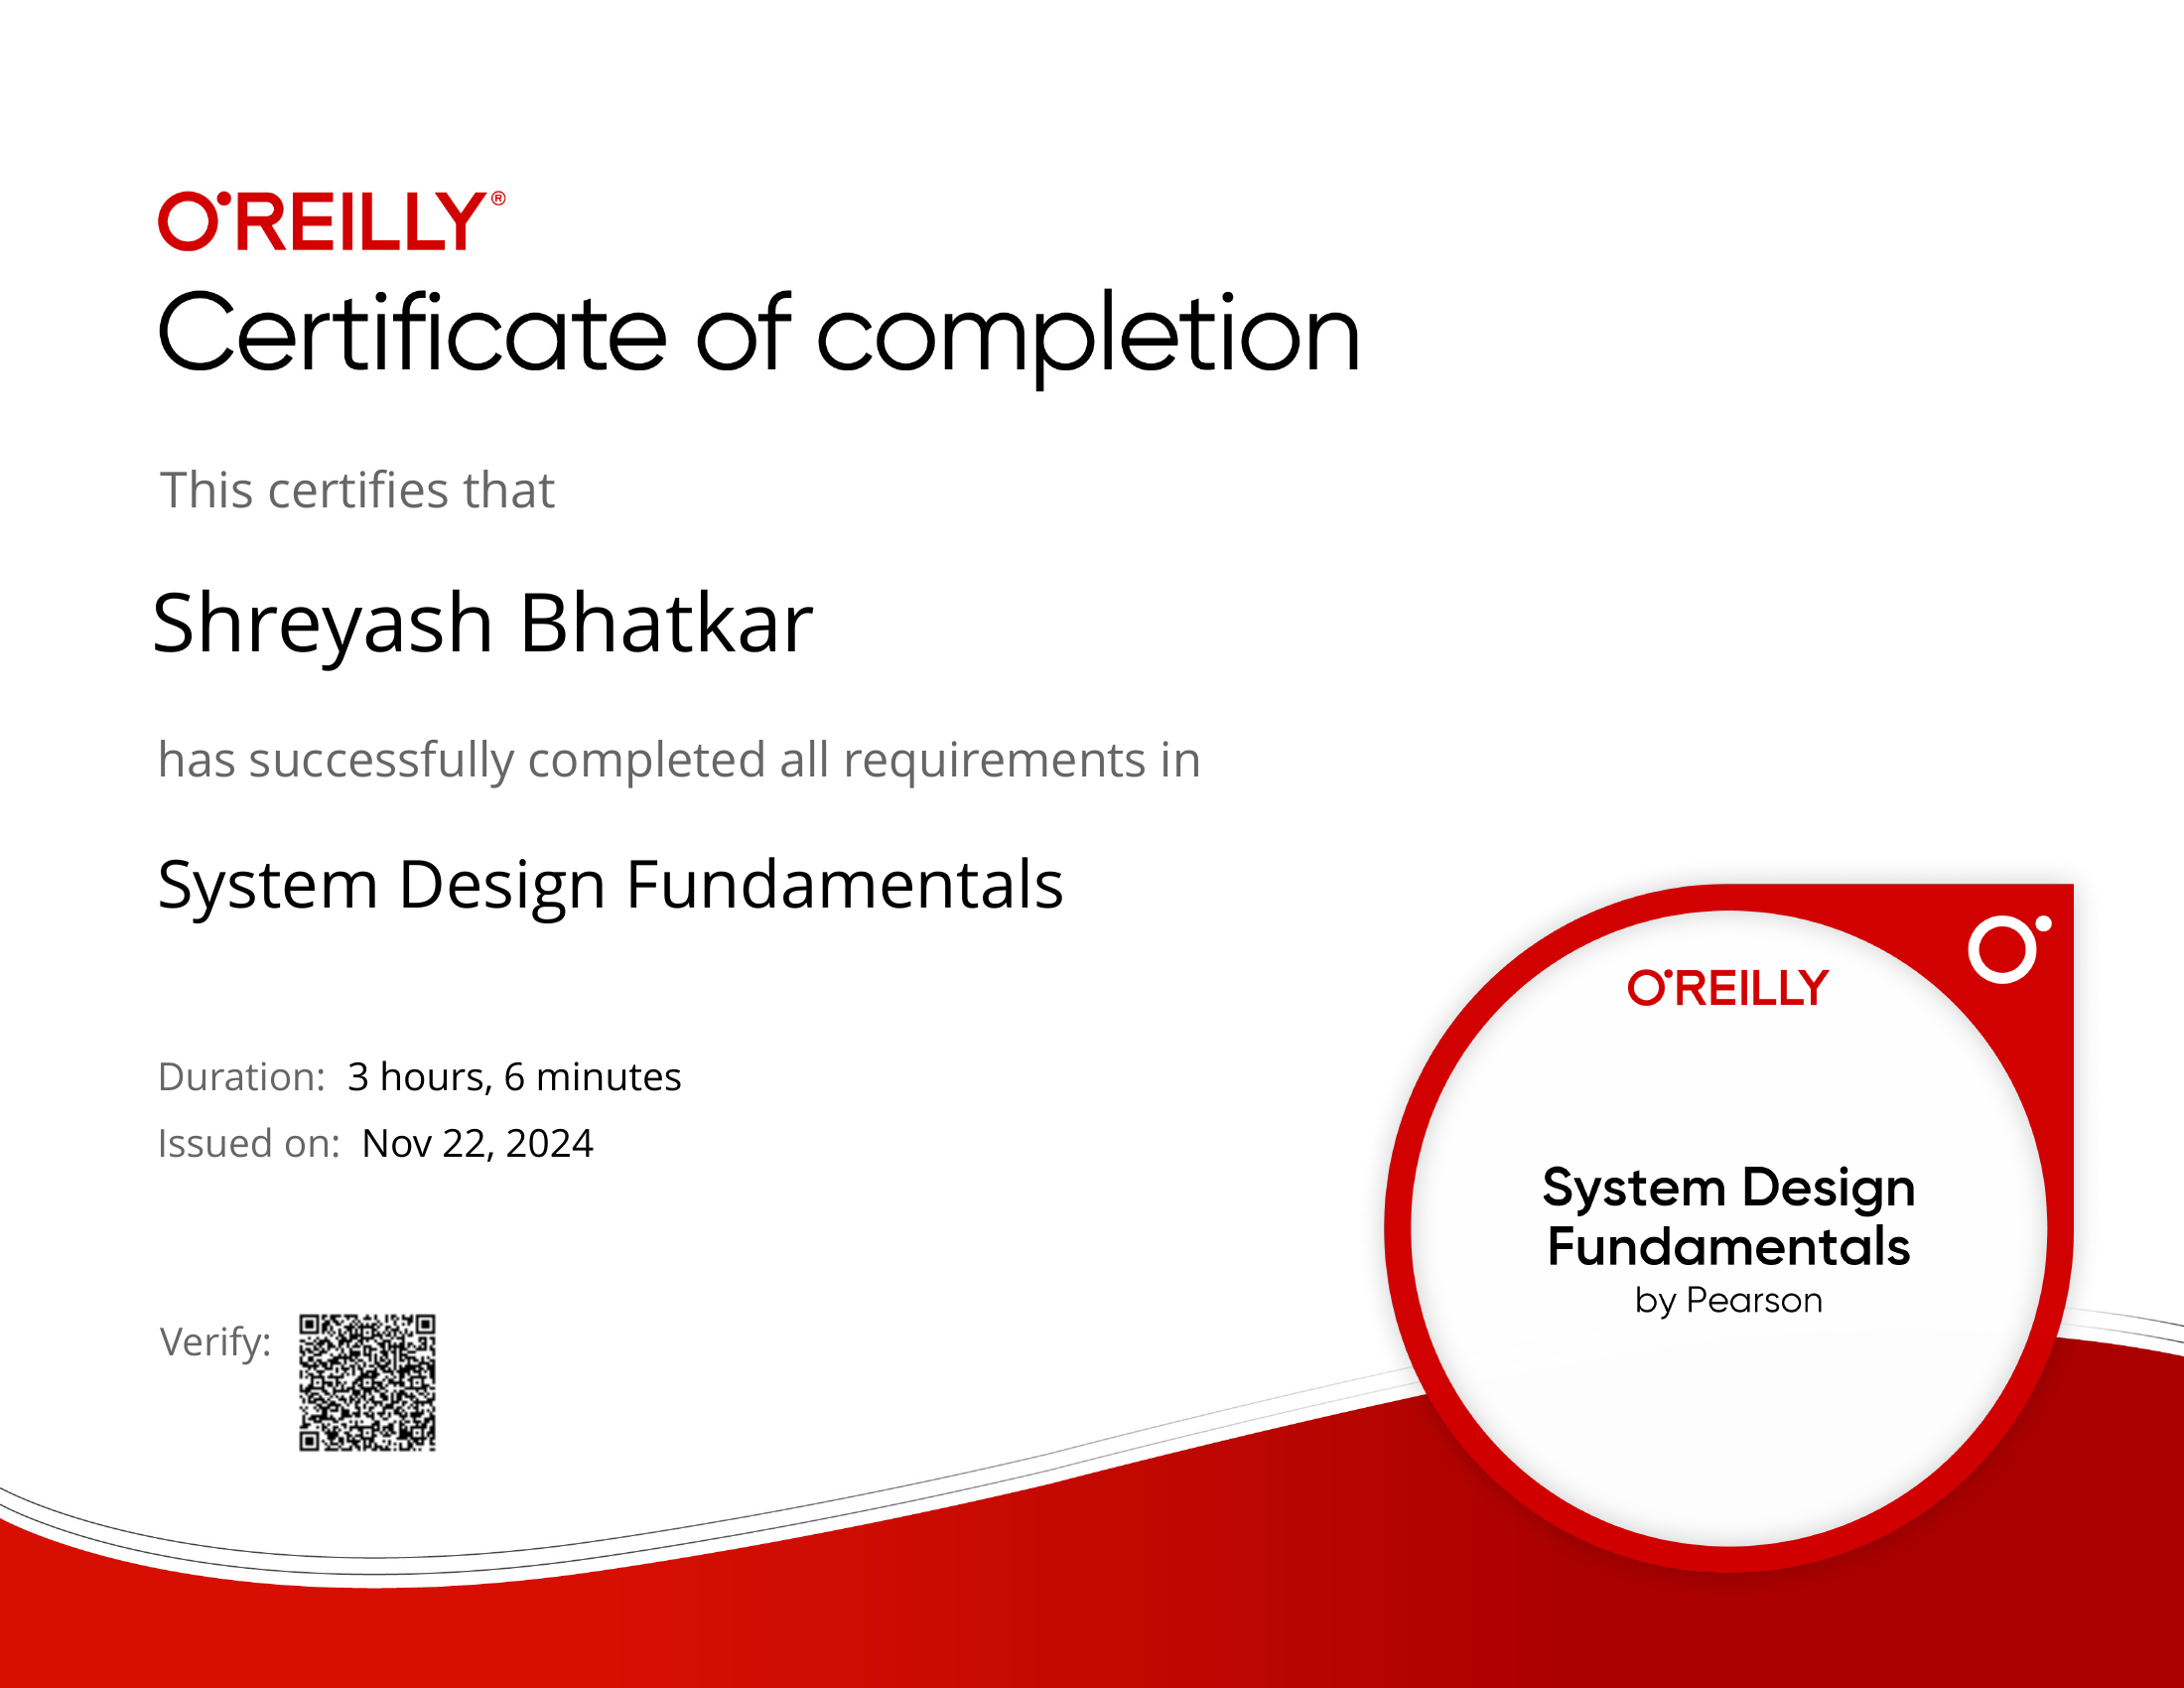 O'REILLY®
Certificate of completion
This certifies that
Shreyash Bhatkar
has successfully completed all requirements in
System Design Fundamentals
Duration: 3 hours, 6 minutes
Issued on: Nov 22, 2024
Verify:
O'REILLY
System Design
Fundamentals
by Pearson